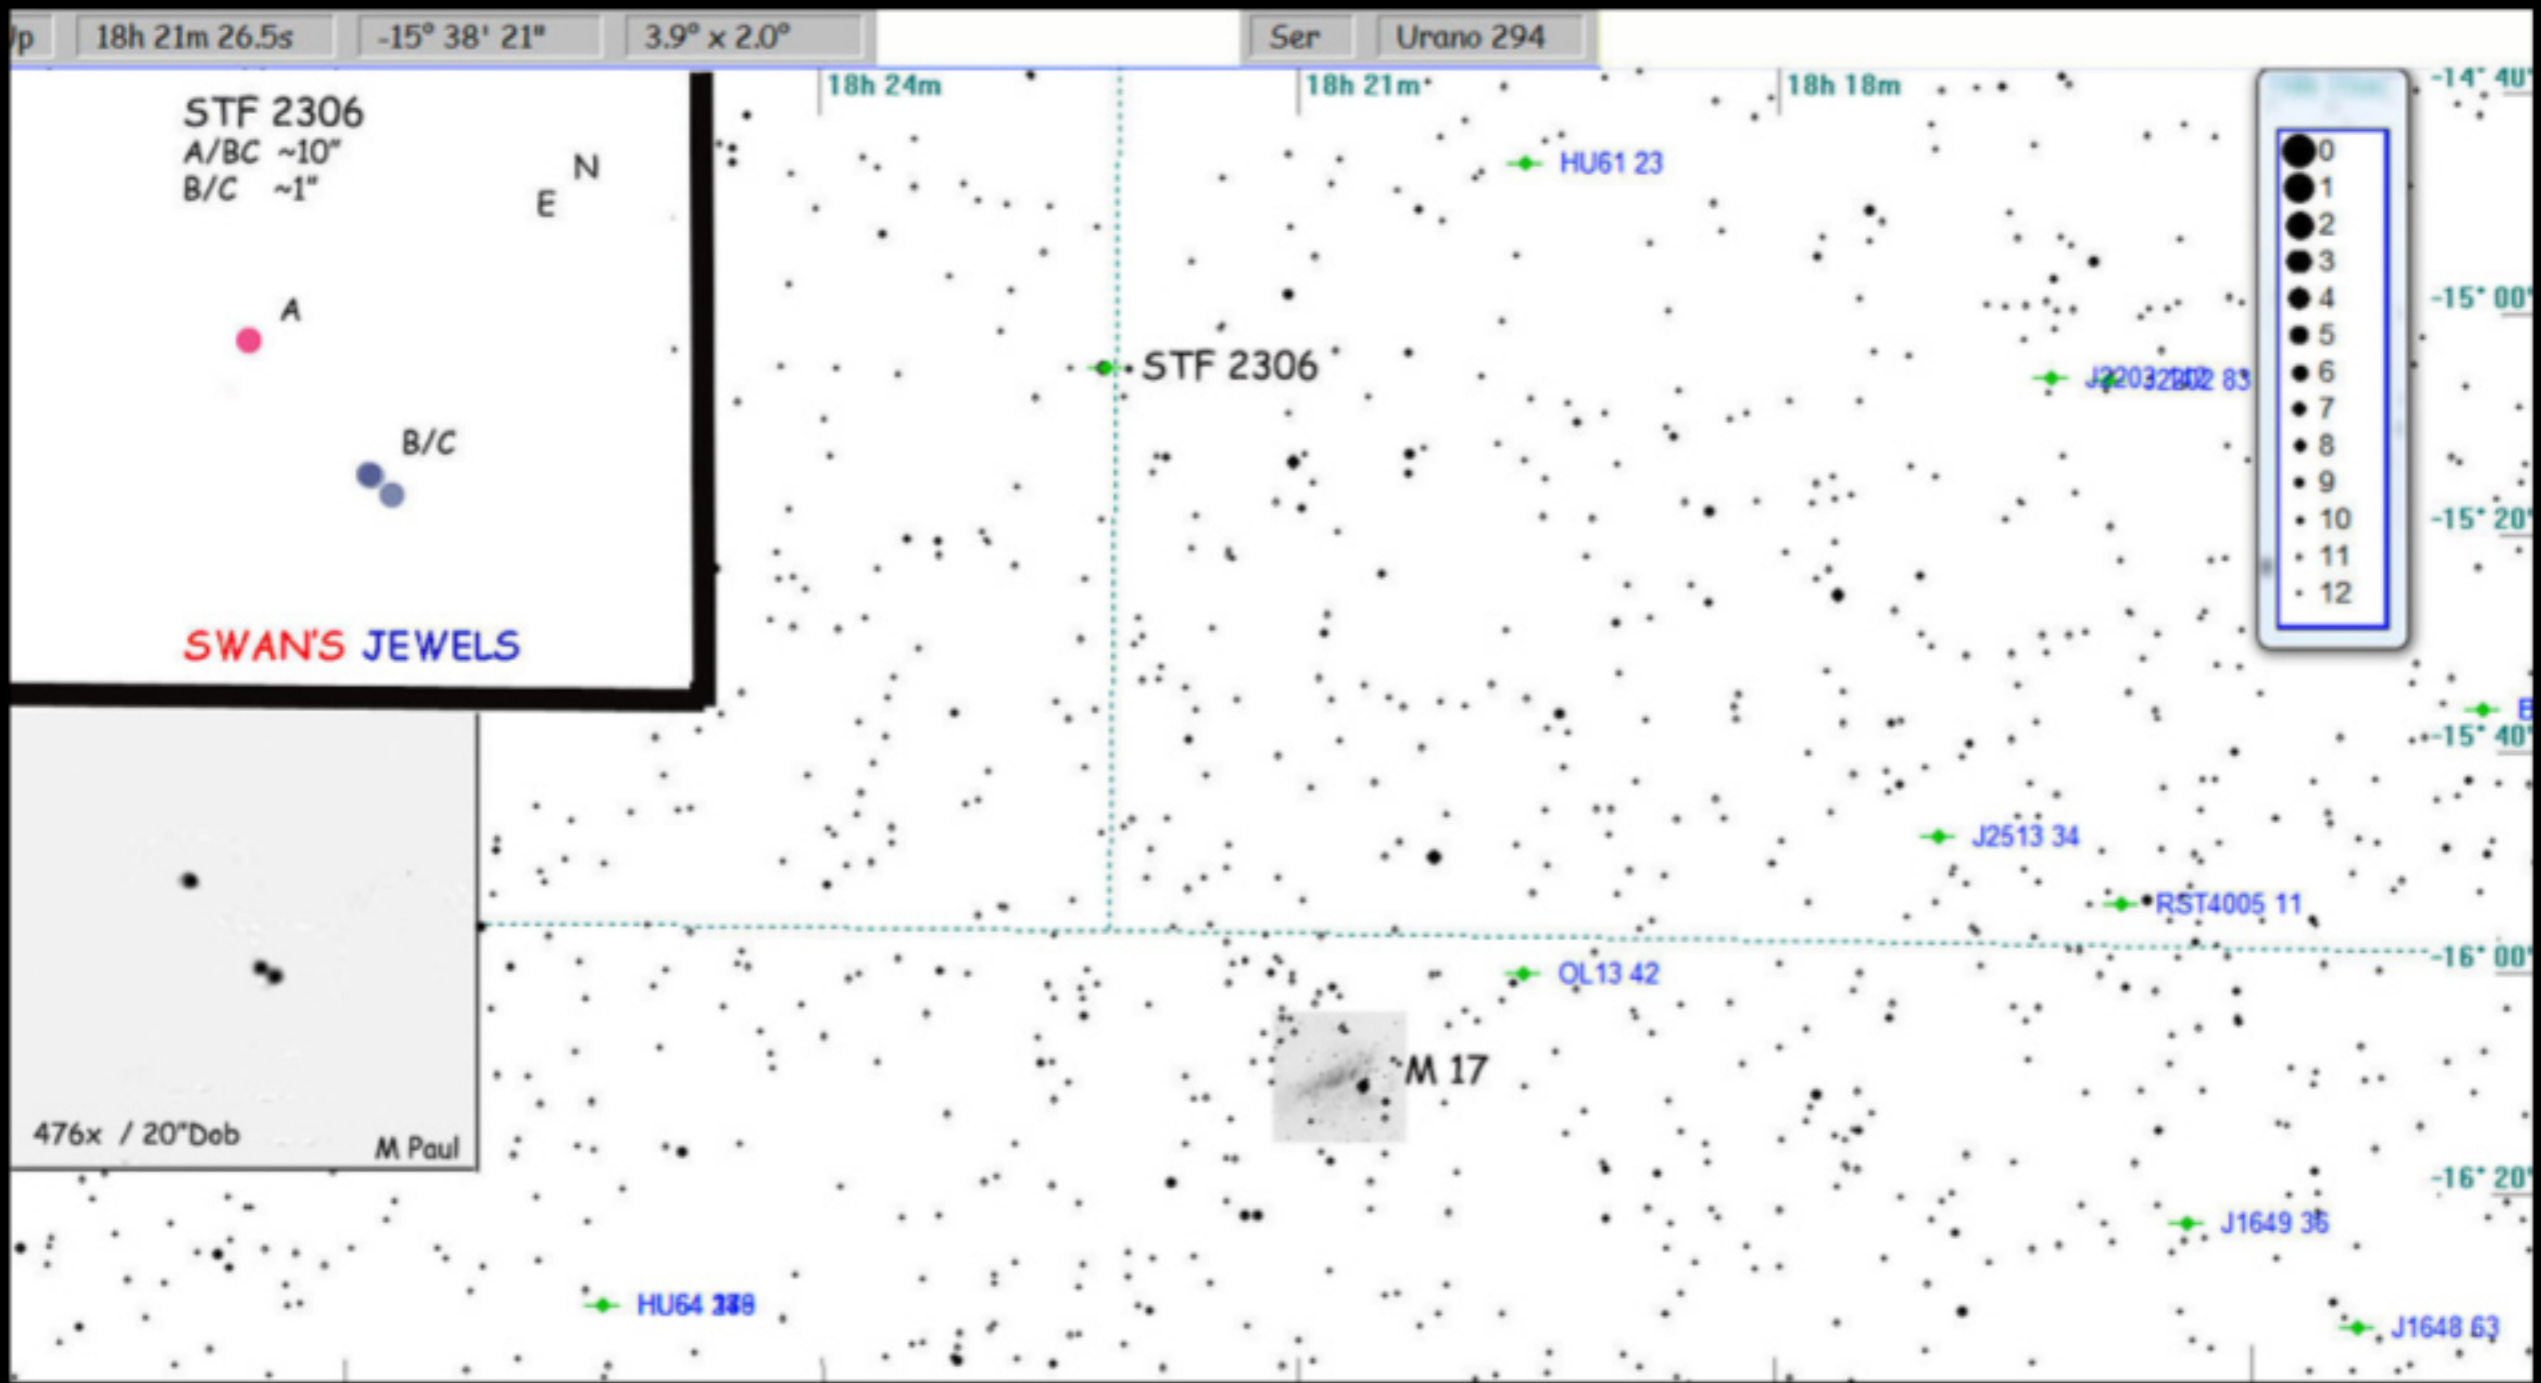 18h 21m 26.5s
-15° 38' 21"
3.9° x 2.0°
Ser
Urano 294
18h 24m
18h 21m
18h 18m
-14° 40'
STF 2306
A/BC ~10"
B/C ~1"
N
E
A
B/C
SWAN'S JEWELS
HU61 23
STF 2306
83
0
1
2
3
4
5
6
7
8
9
10
11
12
-15° 00'
-15° 20'
-15° 40'
J2513 34
RST4005 11
-16° 00'
OL13 42
M 17
476x / 20"Dob
M Paul
-16° 20'
J1649 36
HU64
J1648 63